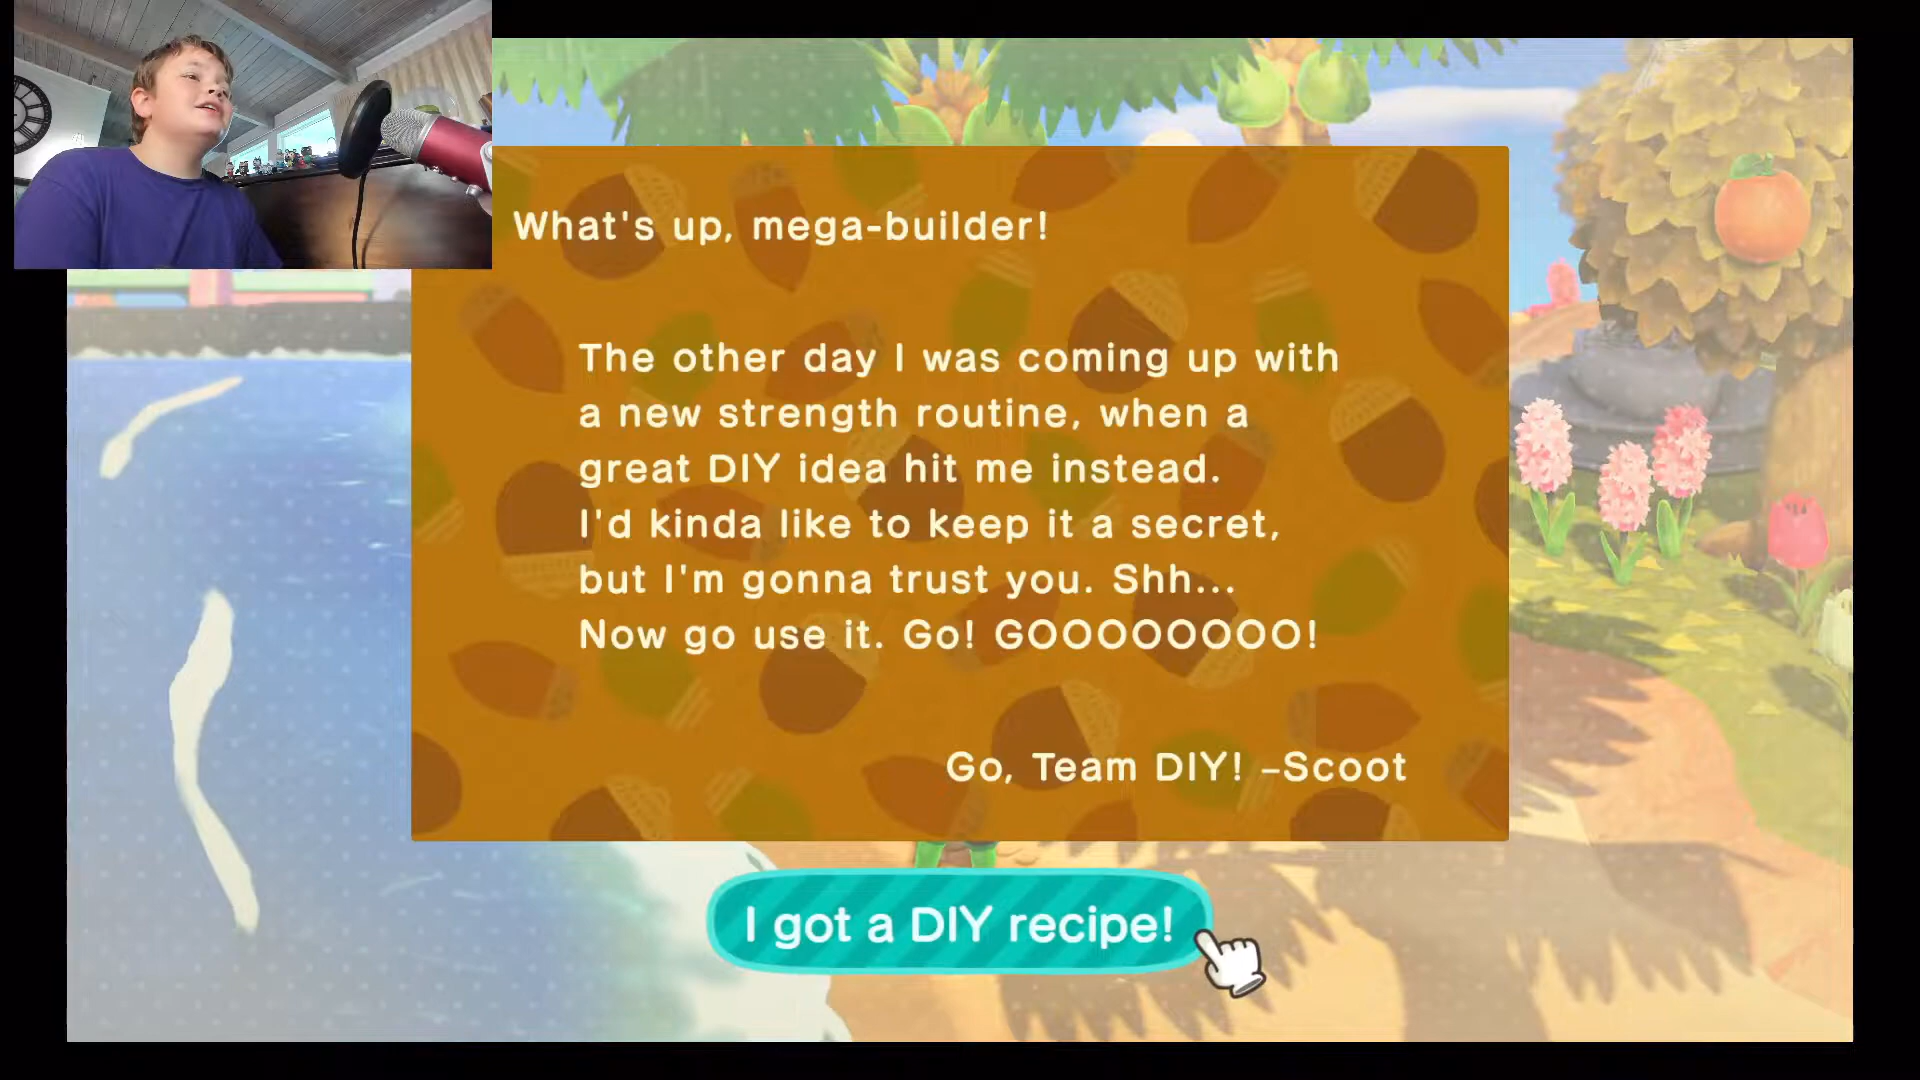 What's up, mega-builder!
The other day I was coming up with
a new strength routine, when a
great DIY idea hit me instead.
I'd kinda like to keep it a secret,
but I'm gonna trust you. Shh...
Now go use it. Go! GOOOOOOOO!
Go, Team DIY! –Scoot
I got a DIY recipe!